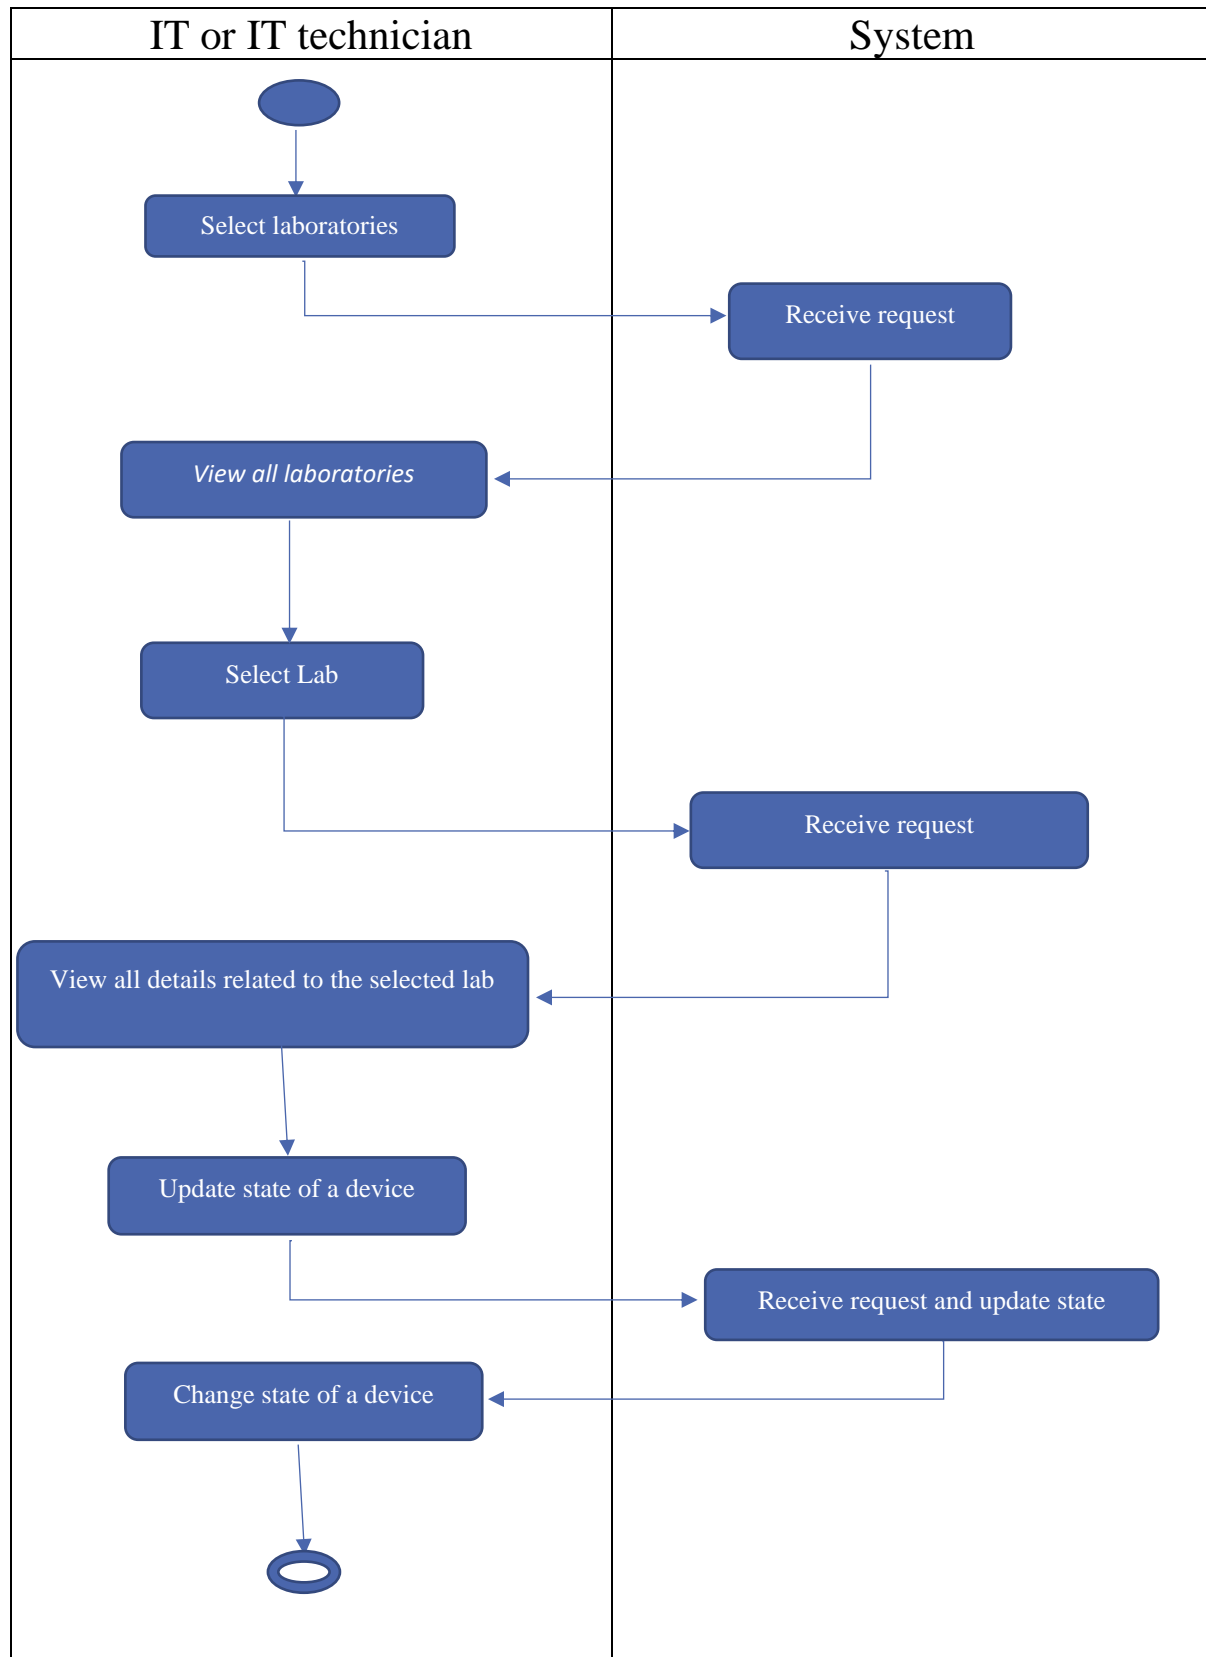 IT or IT technician
System
Select laboratories
Receive request
View all laboratories
Select Lab
Receive request
View all details related to the selected lab
Update state of a device
Receive request and update state
Change state of a device